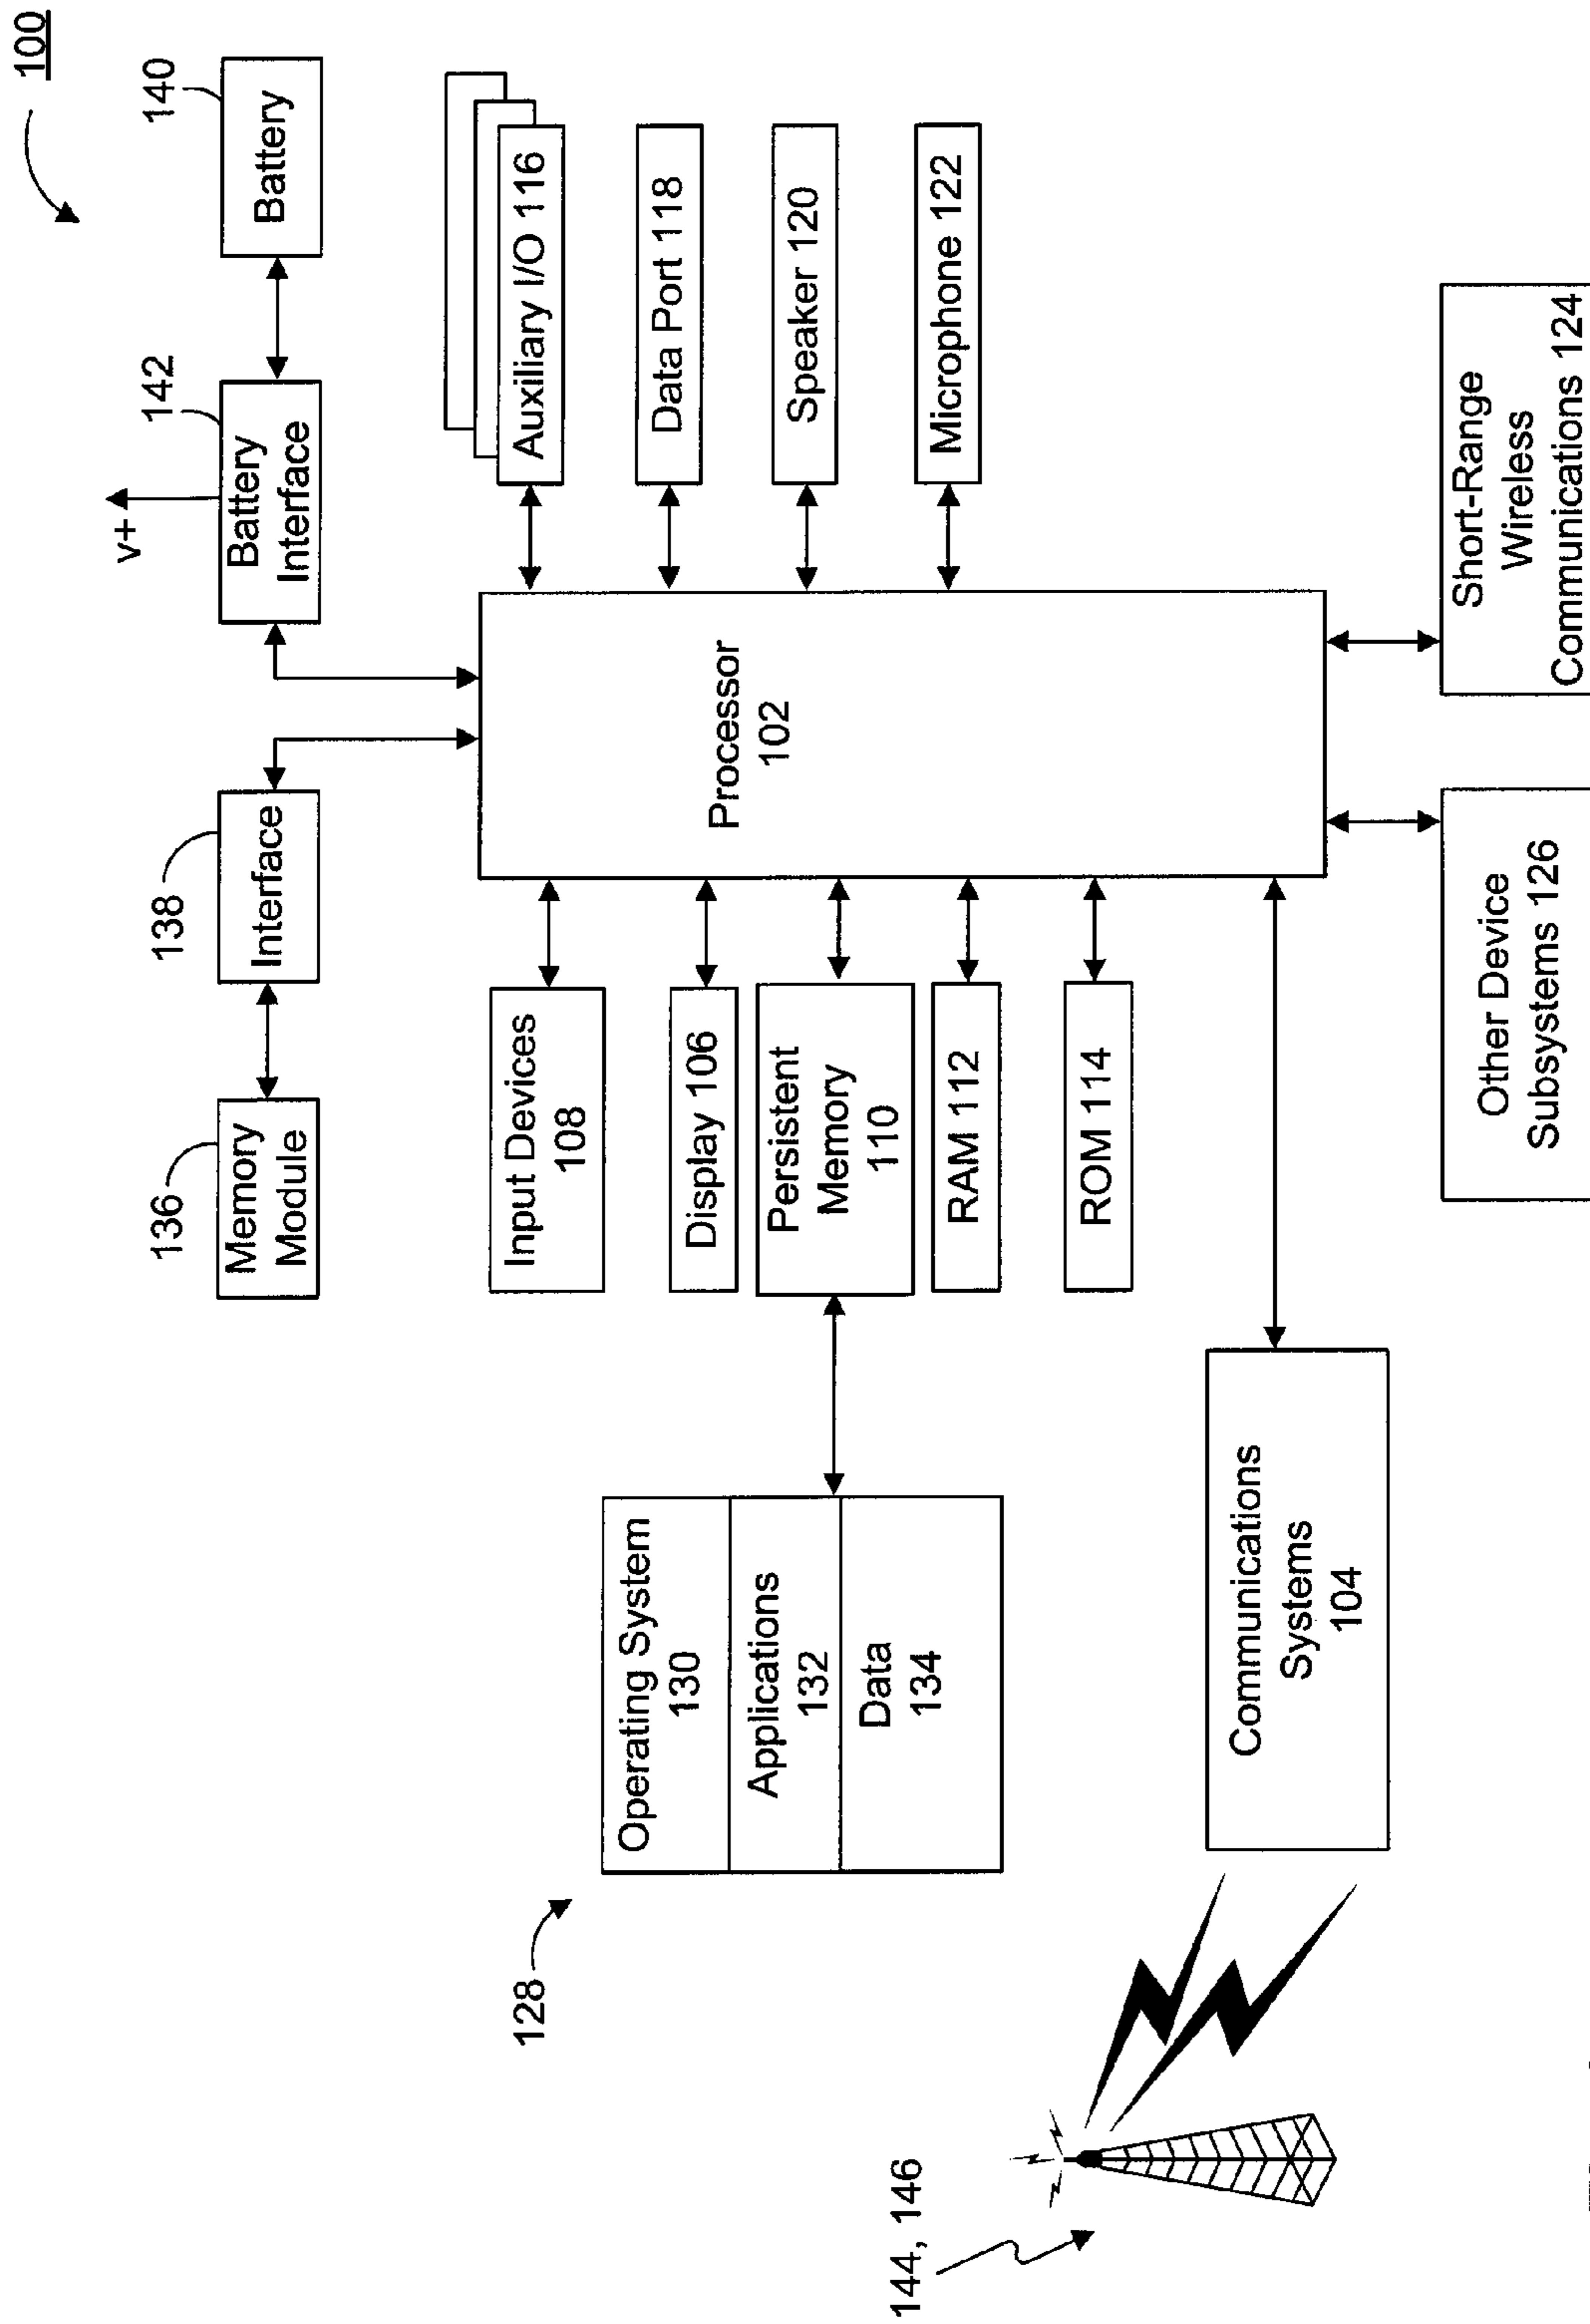 100
136
138
142
140
v+
Memory
Module
Interface
Battery
Interface
Battery
Input Devices
108
Display 106
Persistent
Memory
110
RAM 112
ROM 114
Processor
102
Auxiliary I/O 116
Data Port 118
Speaker 120
Microphone 122
128
Operating System
130
Applications
132
Data
134
144, 146
Communications
Systems
104
Other Device
Subsystems 126
Short-Range
Wireless
Communications 124